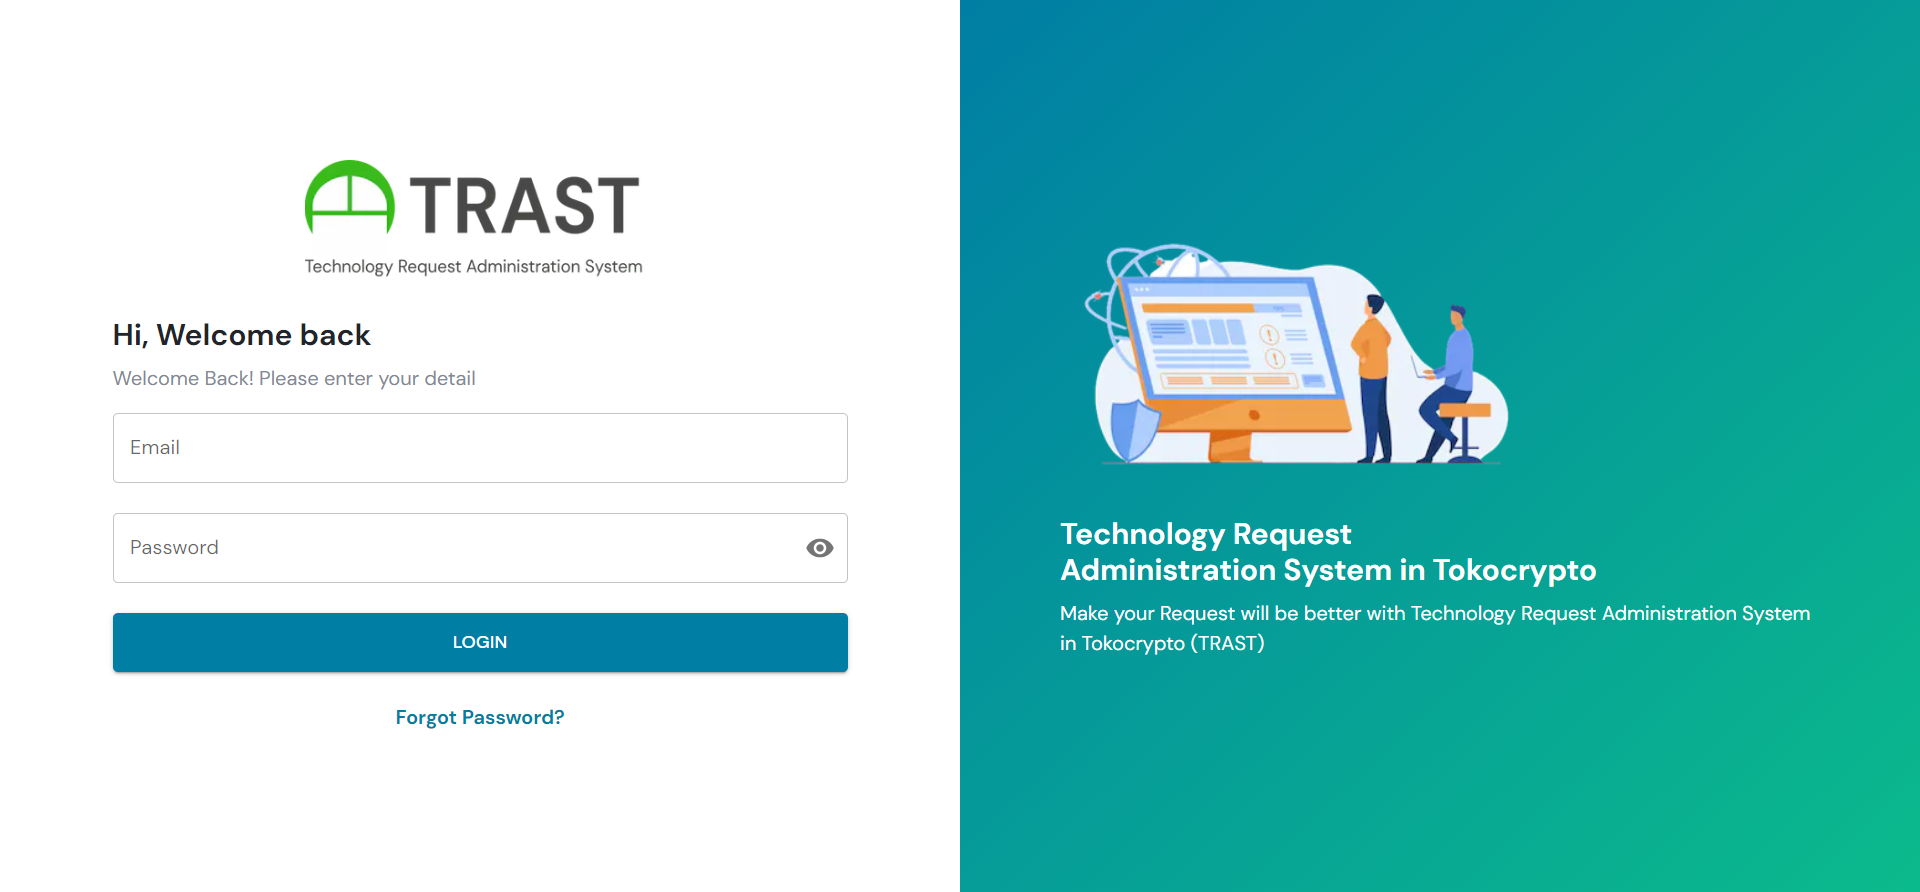 TRAST
Technology Request Administration System
Hi, Welcome back
Welcome Back! Please enter your detail
Email
Password
LOGIN
Forgot Password?
Technology Request
Administration System in Tokocrypto
Make your Request will be better with Technology Request Administration System
in Tokocrypto (TRAST)